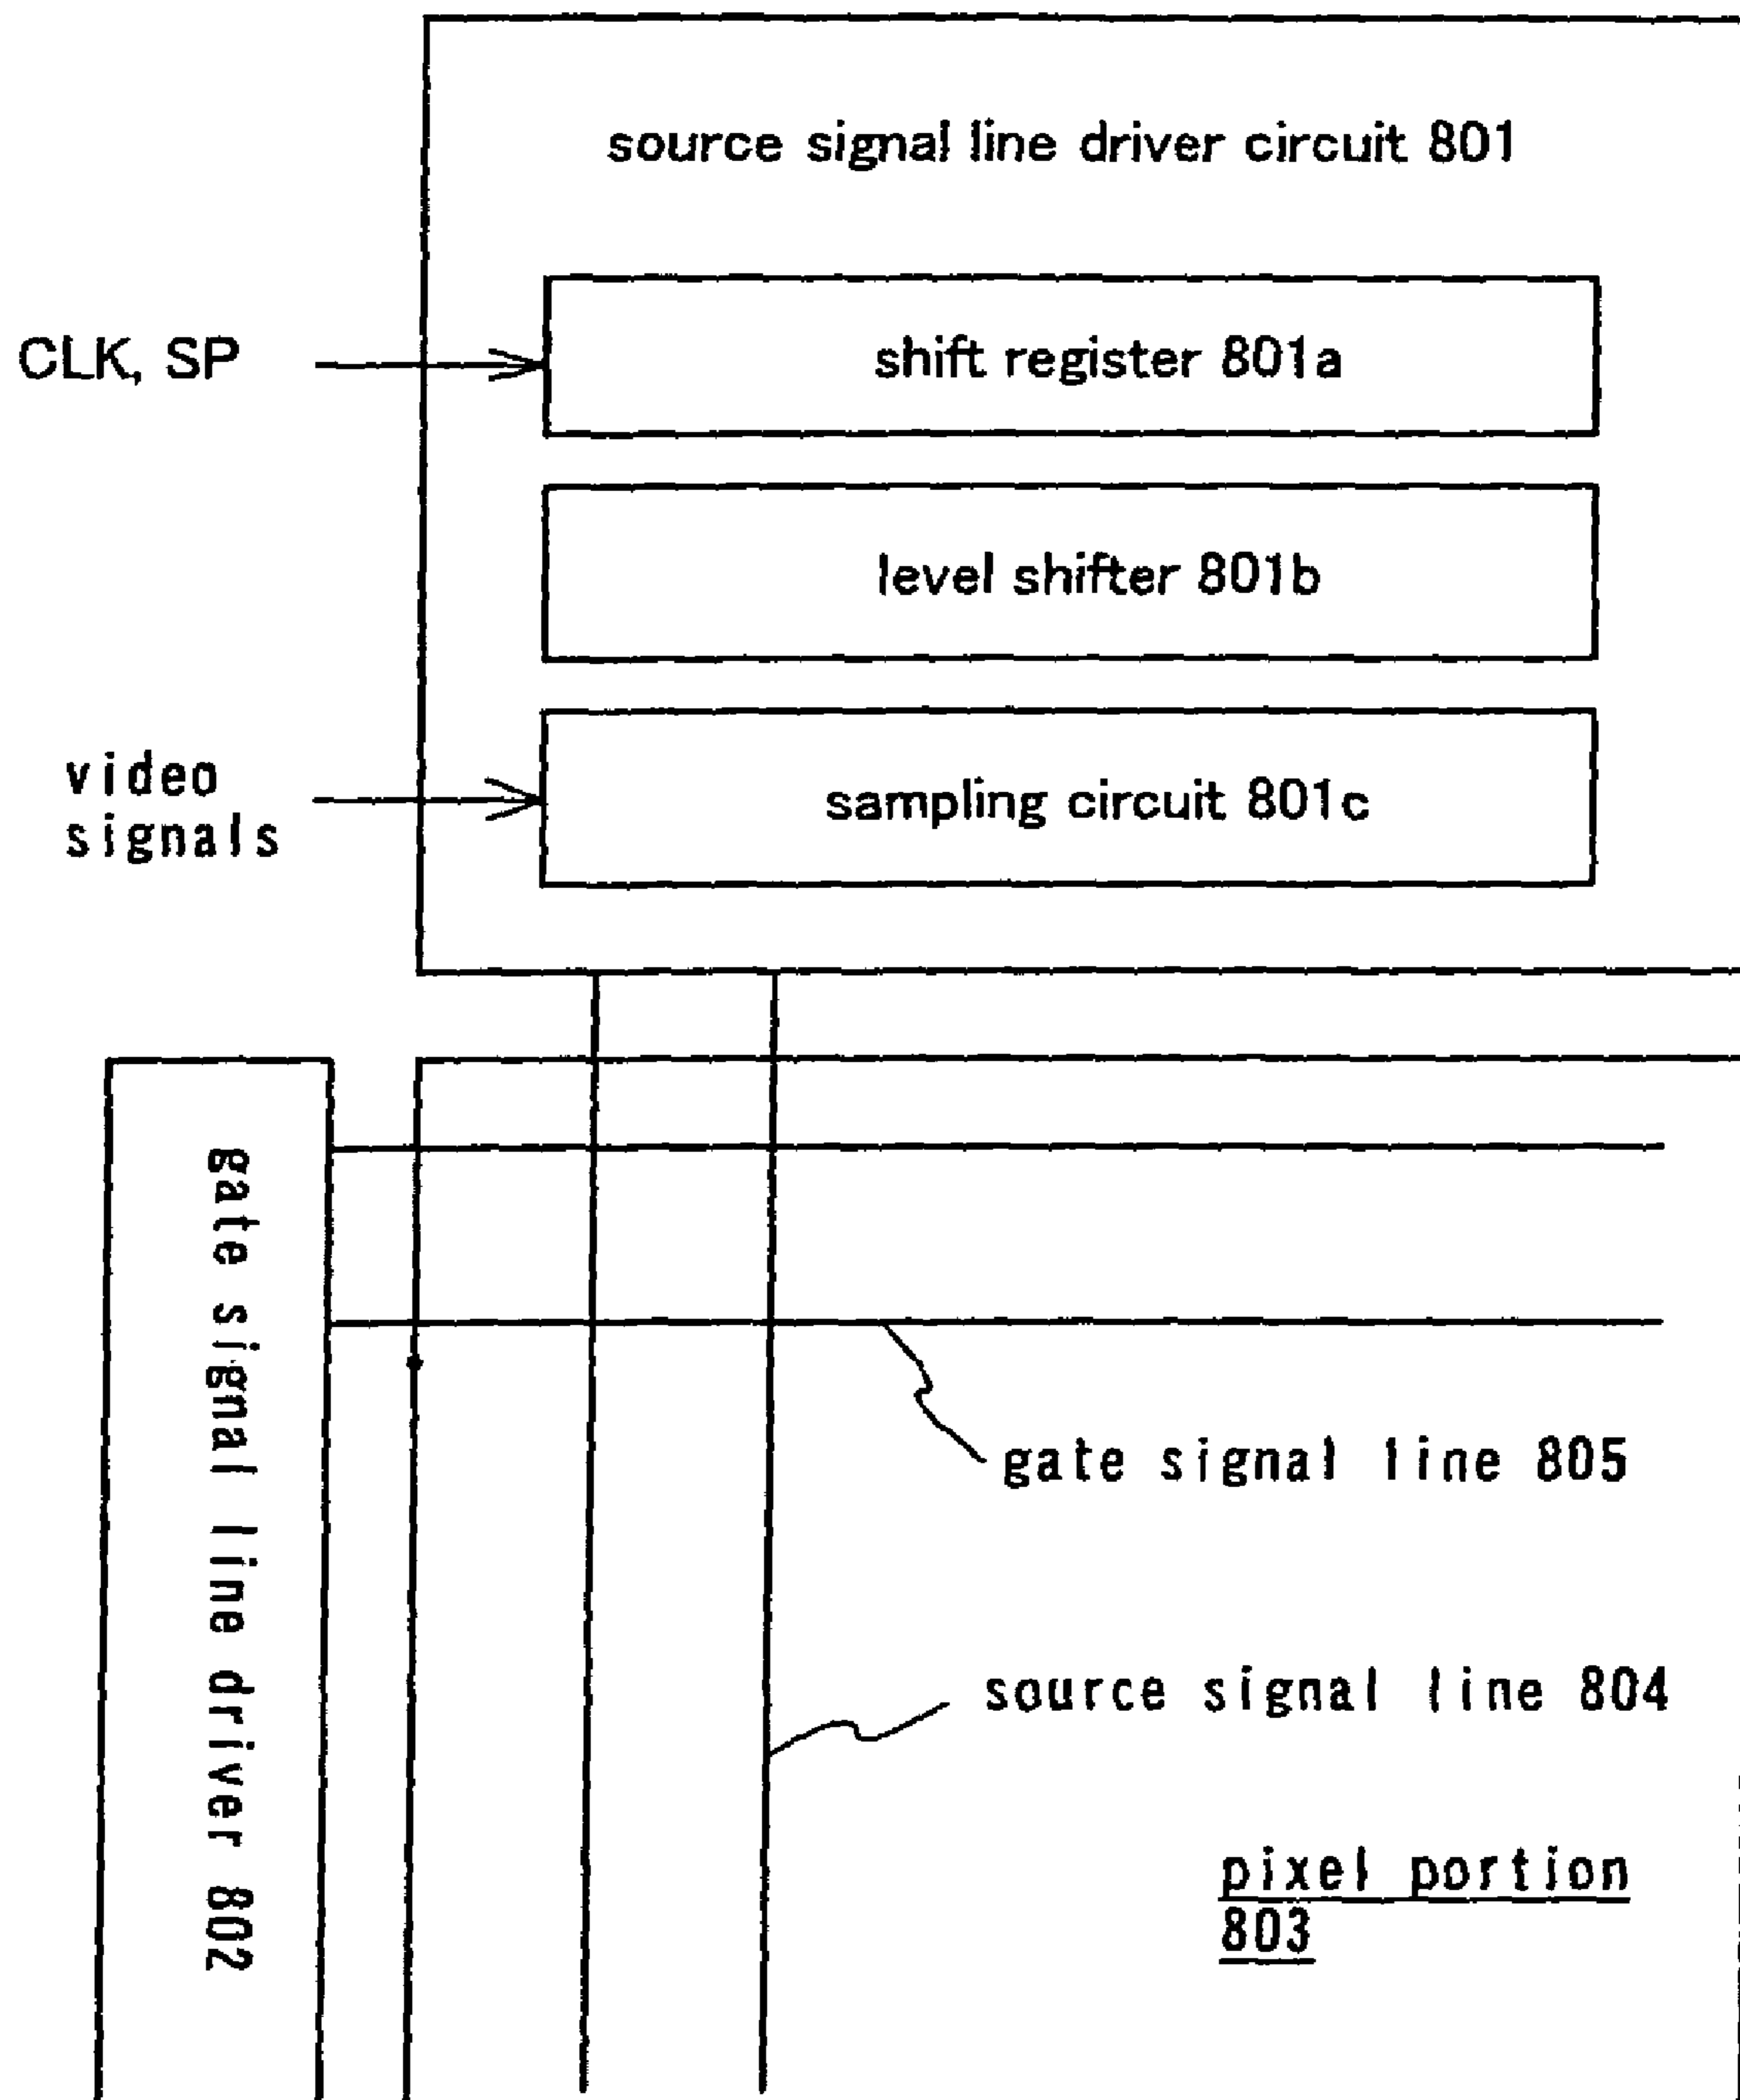 source signal line driver circuit 801
CLK, SP
shift register 801a
level shifter 801b
video
signals
sampling circuit 801c
gate signal line driver 802
gate signal line 805
source signal line 804
pixel portion
803